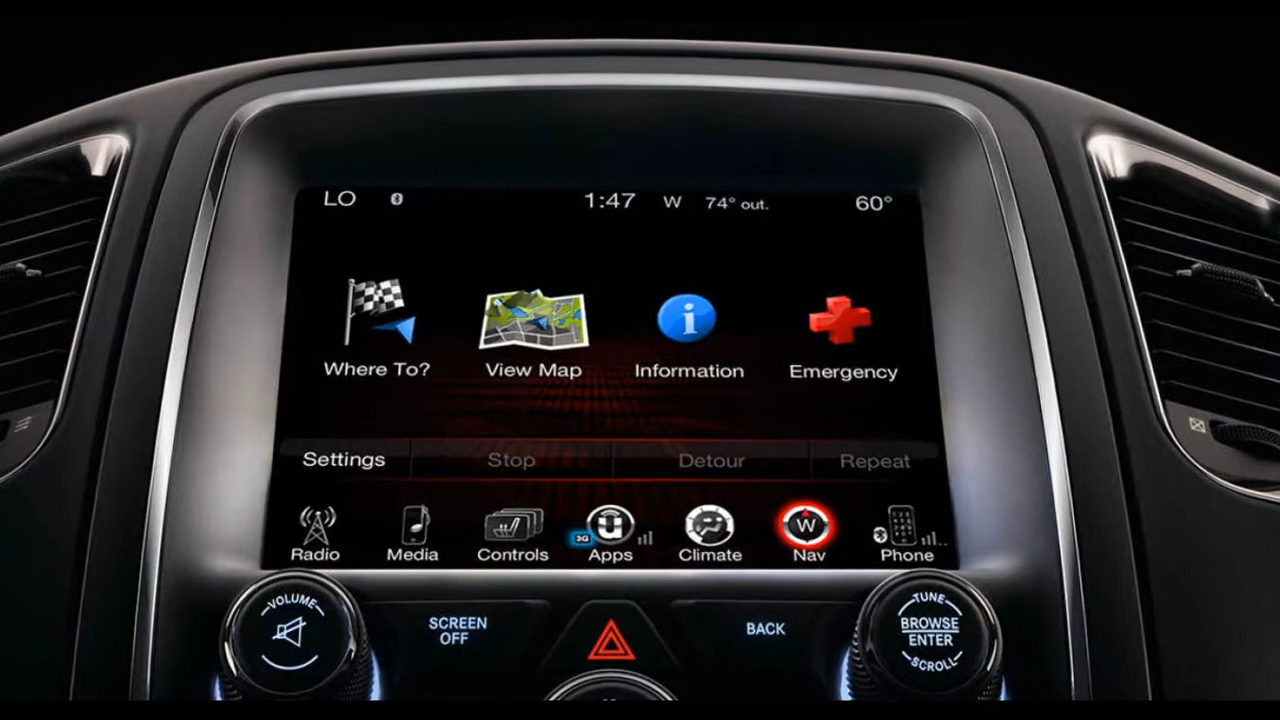 LO 1:47 W 74° out. 60°
Where To? View Map Information Emergency
Settings Stop Detour Repeat
3G W
Radio Media Controls Apps Climate Nav Phone
VOLUME
SCREEN
OFF
BACK
TUNE
BROWSE
ENTER
SCROLL